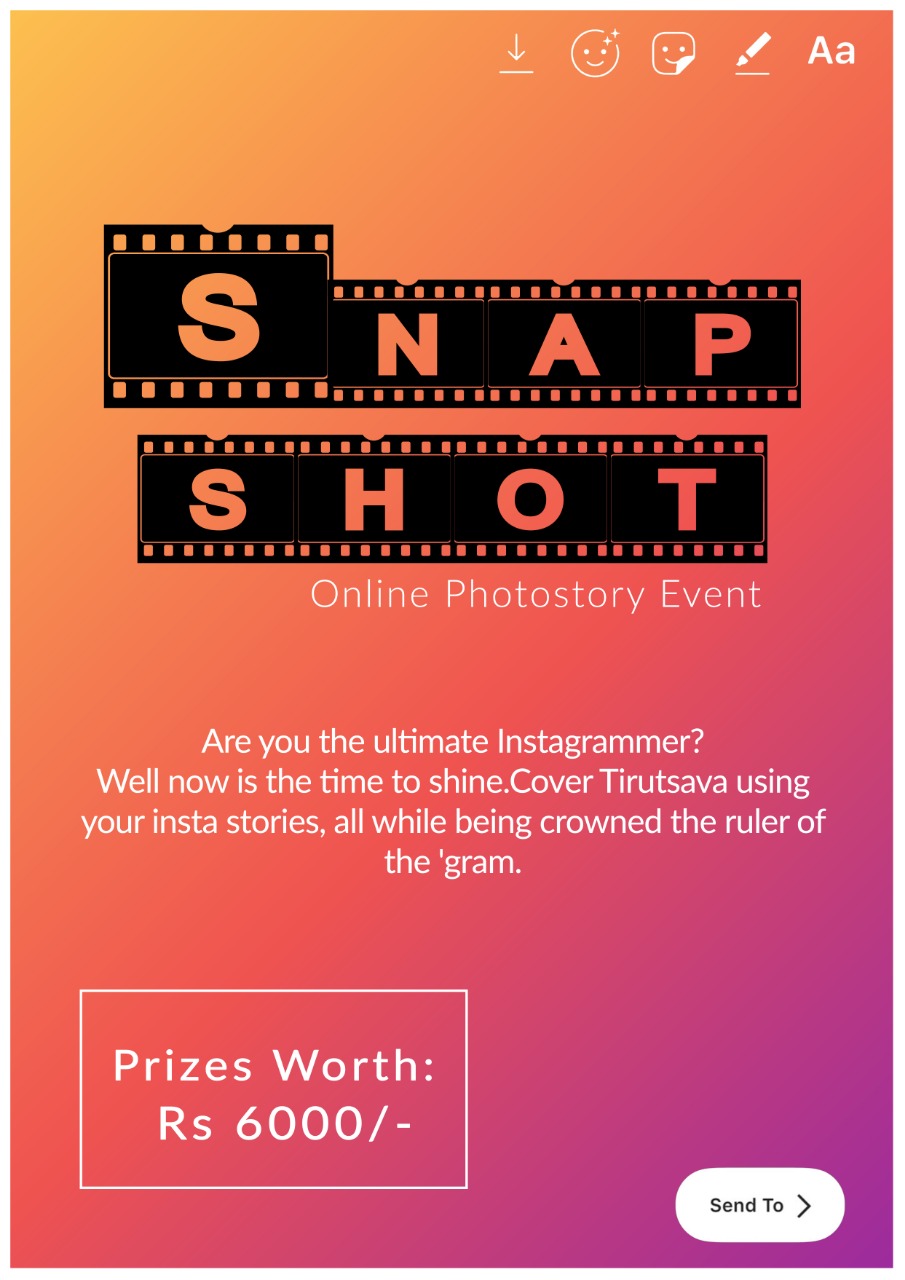 Aa
SNAP
SHOT
Online Photostory Event
Are you the ultimate Instagrammer?
Well now is the time to shine.Cover Tirutsava using
your insta stories, all while being crowned the ruler of
the 'gram.
Prizes Worth:
Rs 6000/-
Send To